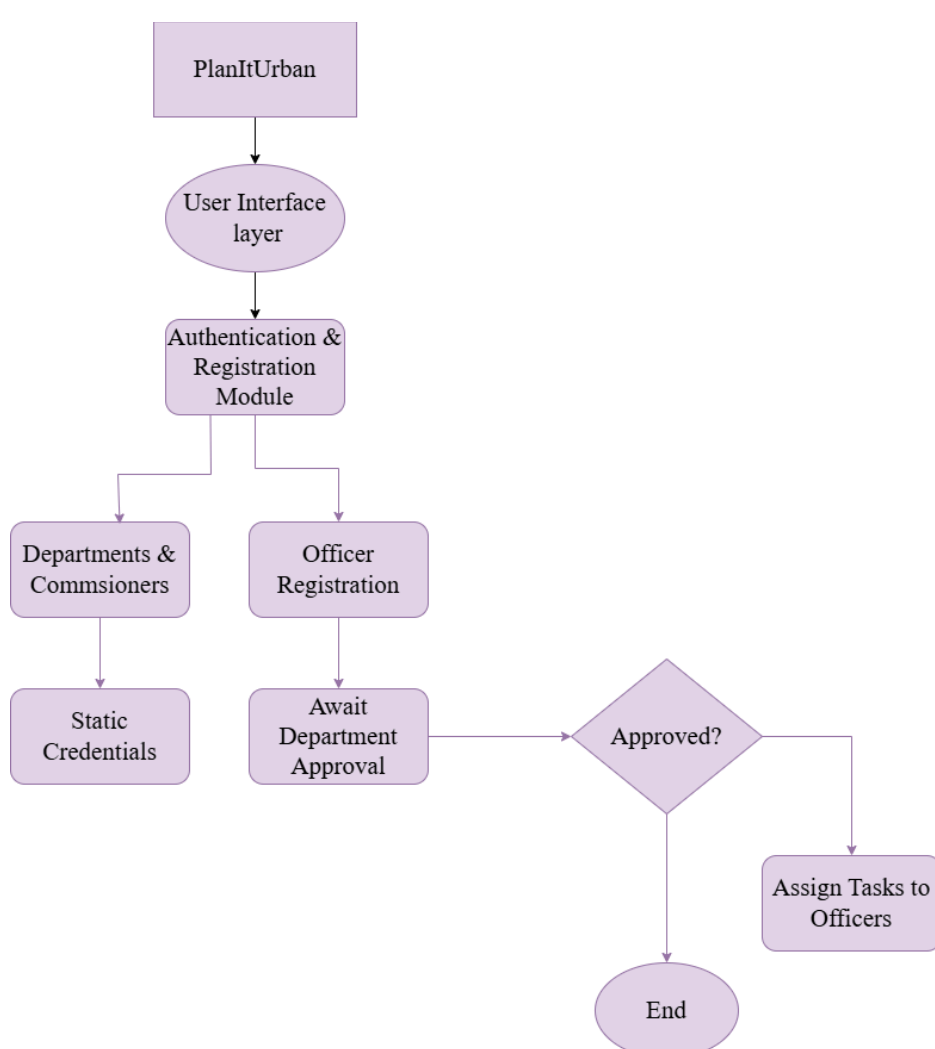 PlanItUrban
User Interface
layer
Authentication &
Registration
Module
Departments &
Commsioners
Officer
Registration
Static
Credentials
Await
Department
Approval
Approved?
Assign Tasks to
Officers
End